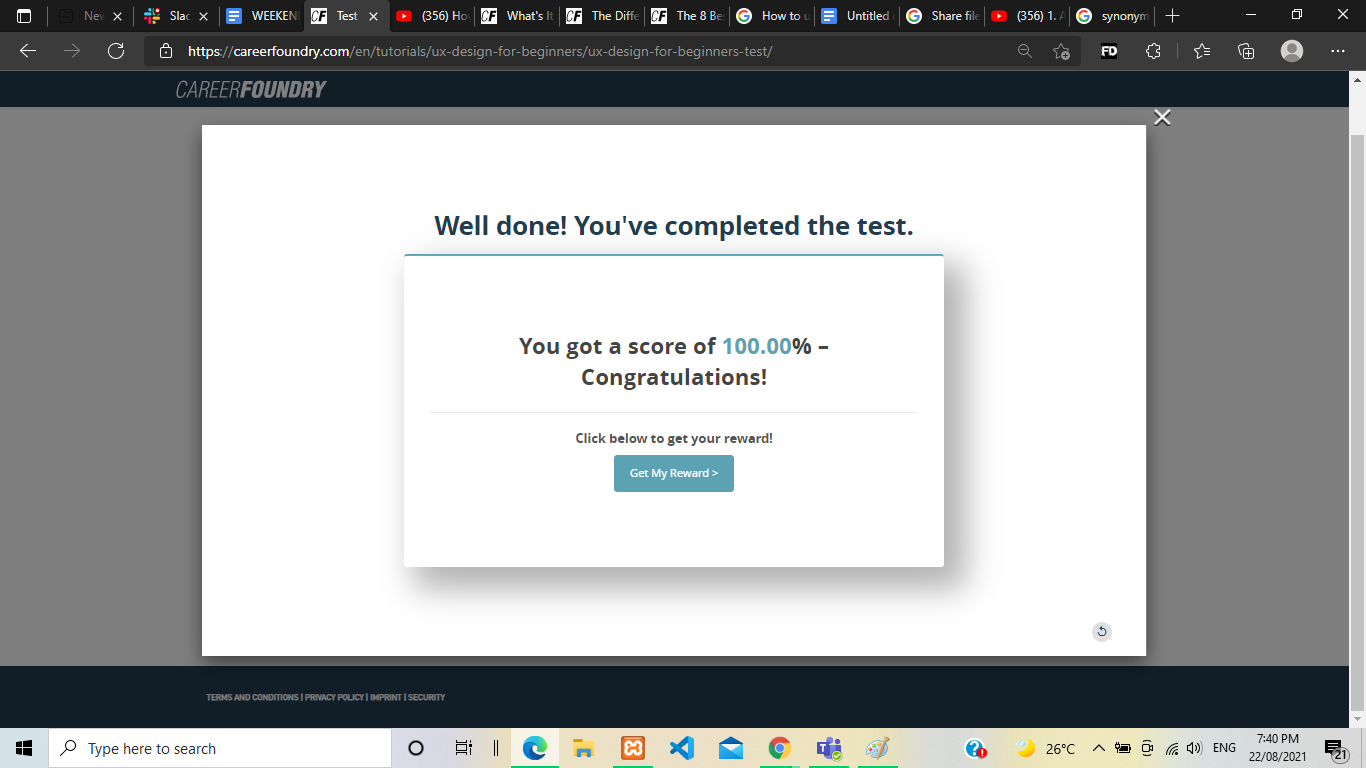 New
Slac
WEEKEN
Test
(356) Ho
What's It
The Diffe
The 8 Be
How to u
Untitled
Share file
(356) 1. A
synonym
https://careerfoundry.com/en/tutorials/ux-design-for-beginners/ux-design-for-beginners-test/
FD
CAREERFOUNDRY
Well done! You've completed the test.
You got a score of 100.00% –
Congratulations!
Click below to get your reward!
Get My Reward >
TERMS AND CONDITIONS | PRIVACY POLICY | IMPRINT | SECURITY
Type here to search
26°C
ENG
7:40 PM
22/08/2021
21